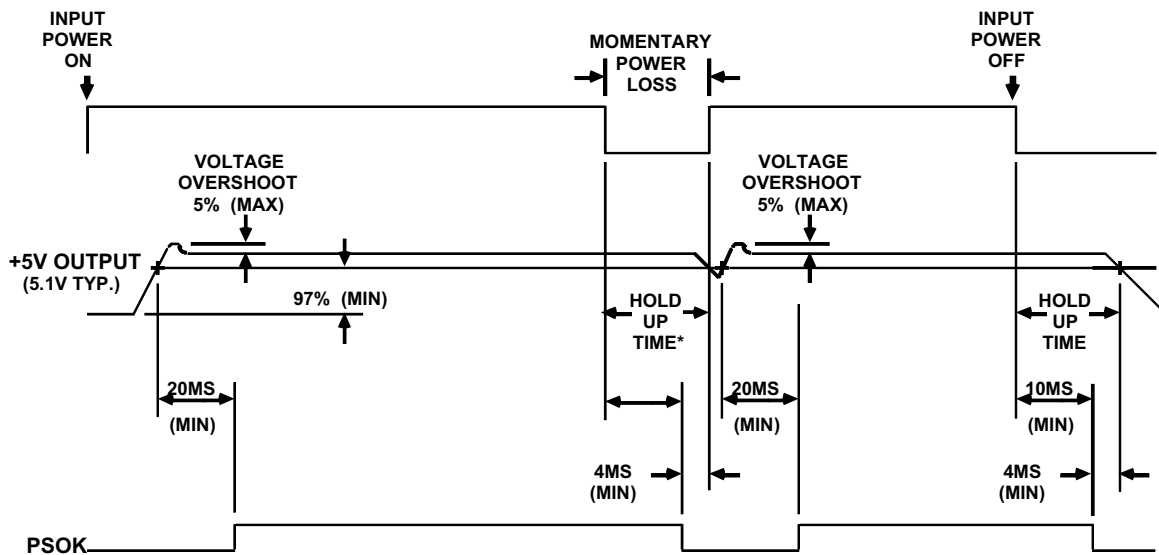 INPUT
POWER
ON
MOMENTARY
POWER
LOSS
INPUT
POWER
OFF
VOLTAGE
OVERSHOOT
5% (MAX)
VOLTAGE
OVERSHOOT
5% (MAX)
+5V OUTPUT
(5.1V TYP.)
97% (MIN)
HOLD
UP
TIME*
HOLD
UP
TIME
20MS
(MIN)
20MS
(MIN)
10MS
(MIN)
4MS
(MIN)
4MS
(MIN)
PSOK